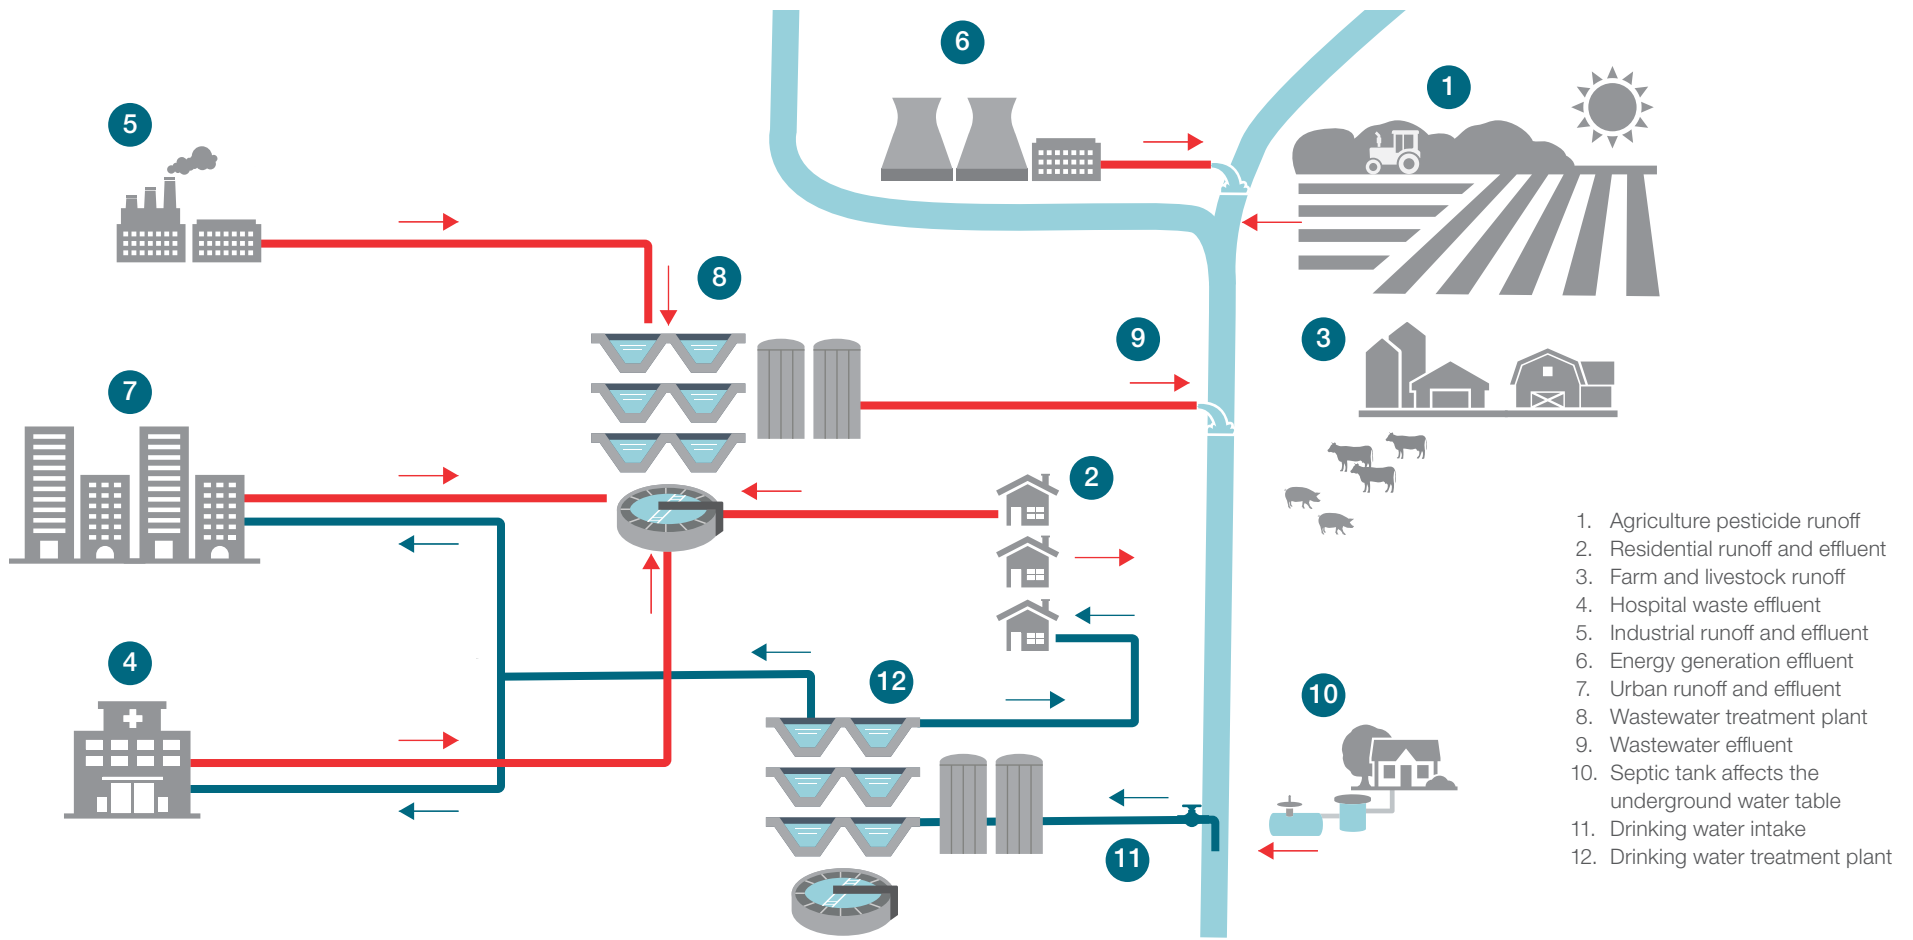 6
1
5
8
9
3
7
2
4
12
10
11
1. Agriculture pesticide runoff
2. Residential runoff and effluent
3. Farm and livestock runoff
4. Hospital waste effluent
5. Industrial runoff and effluent
6. Energy generation effluent
7. Urban runoff and effluent
8. Wastewater treatment plant
9. Wastewater effluent
10. Septic tank affects the
underground water table
11. Drinking water intake
12. Drinking water treatment plant